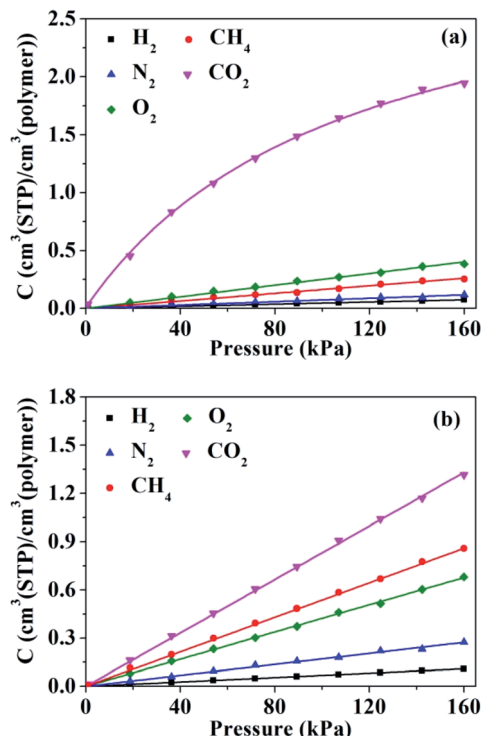 (a)
H₂ CH₄
N₂ CO₂
O₂
2.5
2.0
1.5
1.0
0.5
0.0
C (cm³(STP)/cm³(polymer))
0 40 80 120 160
Pressure (kPa)
(b)
H₂ O₂
N₂ CO₂
CH₄
1.8
1.5
1.2
0.9
0.6
0.3
0.0
C (cm³(STP)/cm³(polymer))
0 40 80 120 160
Pressure (kPa)